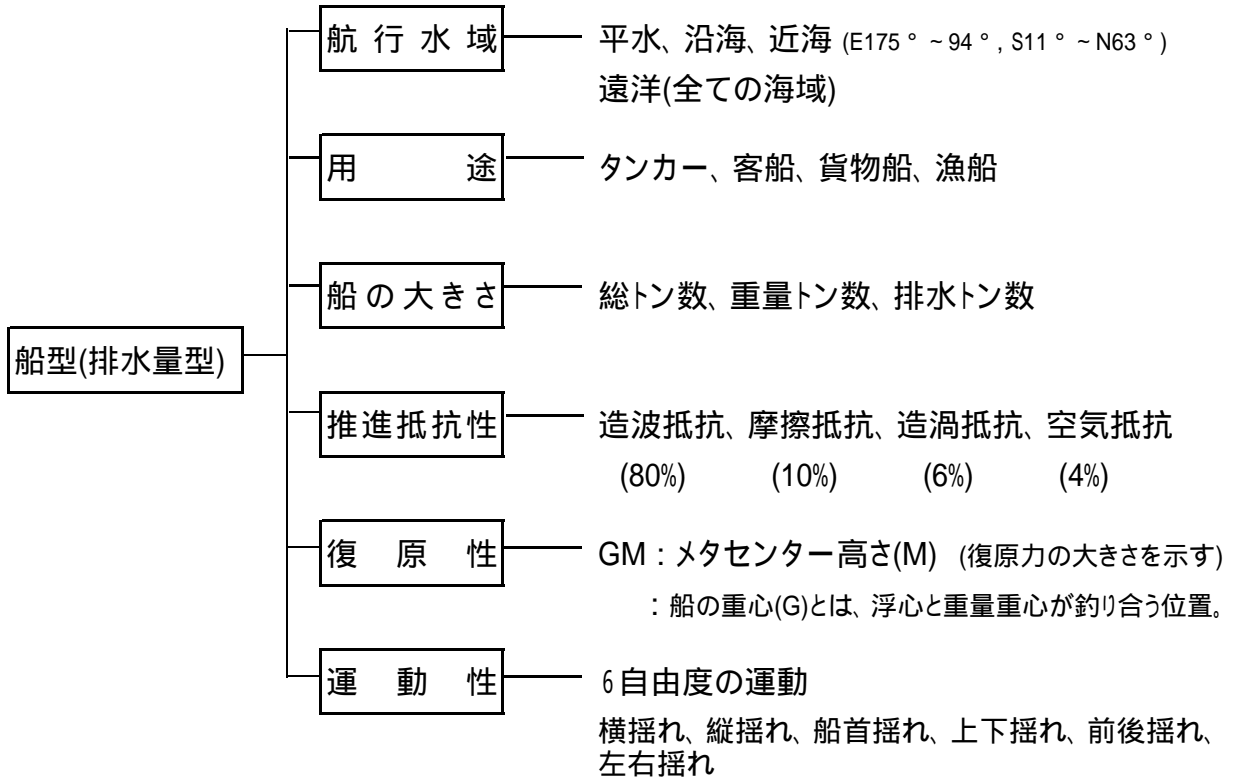 船型(排水量型)
航行水域
平水、沿海、近海 (E175°~94°, S11°~N63°)
遠洋(全ての海域)
用途
タンカー、客船、貨物船、漁船
船の大きさ
総トン数、重量トン数、排水トン数
推進抵抗性
造波抵抗、摩擦抵抗、造渦抵抗、空気抵抗
(80%) (10%) (6%) (4%)
復原性
GM:メタセンター高さ(M) (復原力の大きさを示す)
:船の重心(G)とは、浮心と重量重心が釣り合う位置。
運動性
6自由度の運動
横揺れ、縦揺れ、船首揺れ、上下揺れ、前後揺れ、
左右揺れ